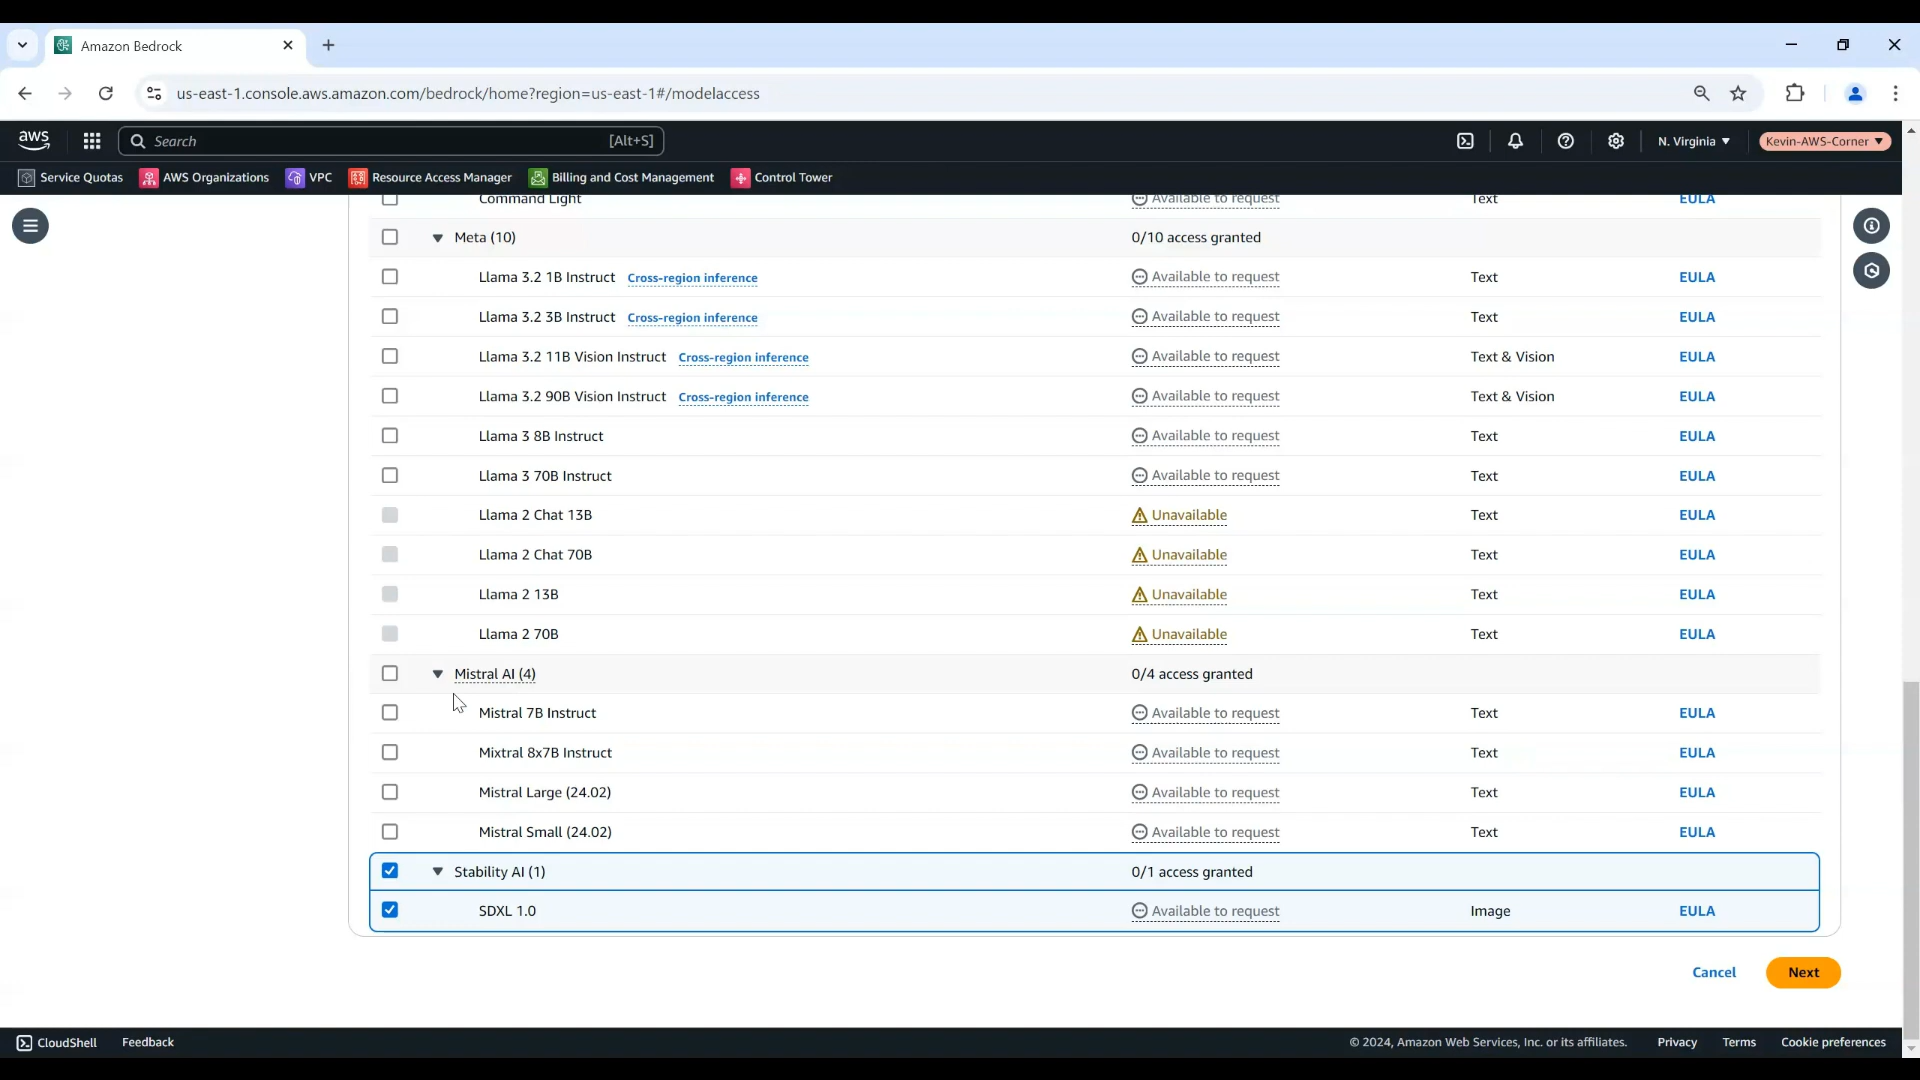 Amazon Bedrock
us-east-1.console.aws.amazon.com/bedrock/home?region=us-east-1#/modelaccess
aws Search [Alt+S] N. Virginia Kevin-AWS-Corner
Service Quotas AWS Organizations VPC Resource Access Manager Billing and Cost Management Control Tower
Command Light Available to request Text EULA
Meta (10) 0/10 access granted
Llama 3.2 1B Instruct Cross-region inference Available to request Text EULA
Llama 3.2 3B Instruct Cross-region inference Available to request Text EULA
Llama 3.2 11B Vision Instruct Cross-region inference Available to request Text & Vision EULA
Llama 3.2 90B Vision Instruct Cross-region inference Available to request Text & Vision EULA
Llama 3 8B Instruct Available to request Text EULA
Llama 3 70B Instruct Available to request Text EULA
Llama 2 Chat 13B Unavailable Text EULA
Llama 2 Chat 70B Unavailable Text EULA
Llama 2 13B Unavailable Text EULA
Llama 2 70B Unavailable Text EULA
Mistral AI (4) 0/4 access granted
Mistral 7B Instruct Available to request Text EULA
Mixtral 8x7B Instruct Available to request Text EULA
Mistral Large (24.02) Available to request Text EULA
Mistral Small (24.02) Available to request Text EULA
Stability AI (1) 0/1 access granted
SDXL 1.0 Available to request Image EULA
Cancel Next
CloudShell Feedback © 2024, Amazon Web Services, Inc. or its affiliates. Privacy Terms Cookie preferences